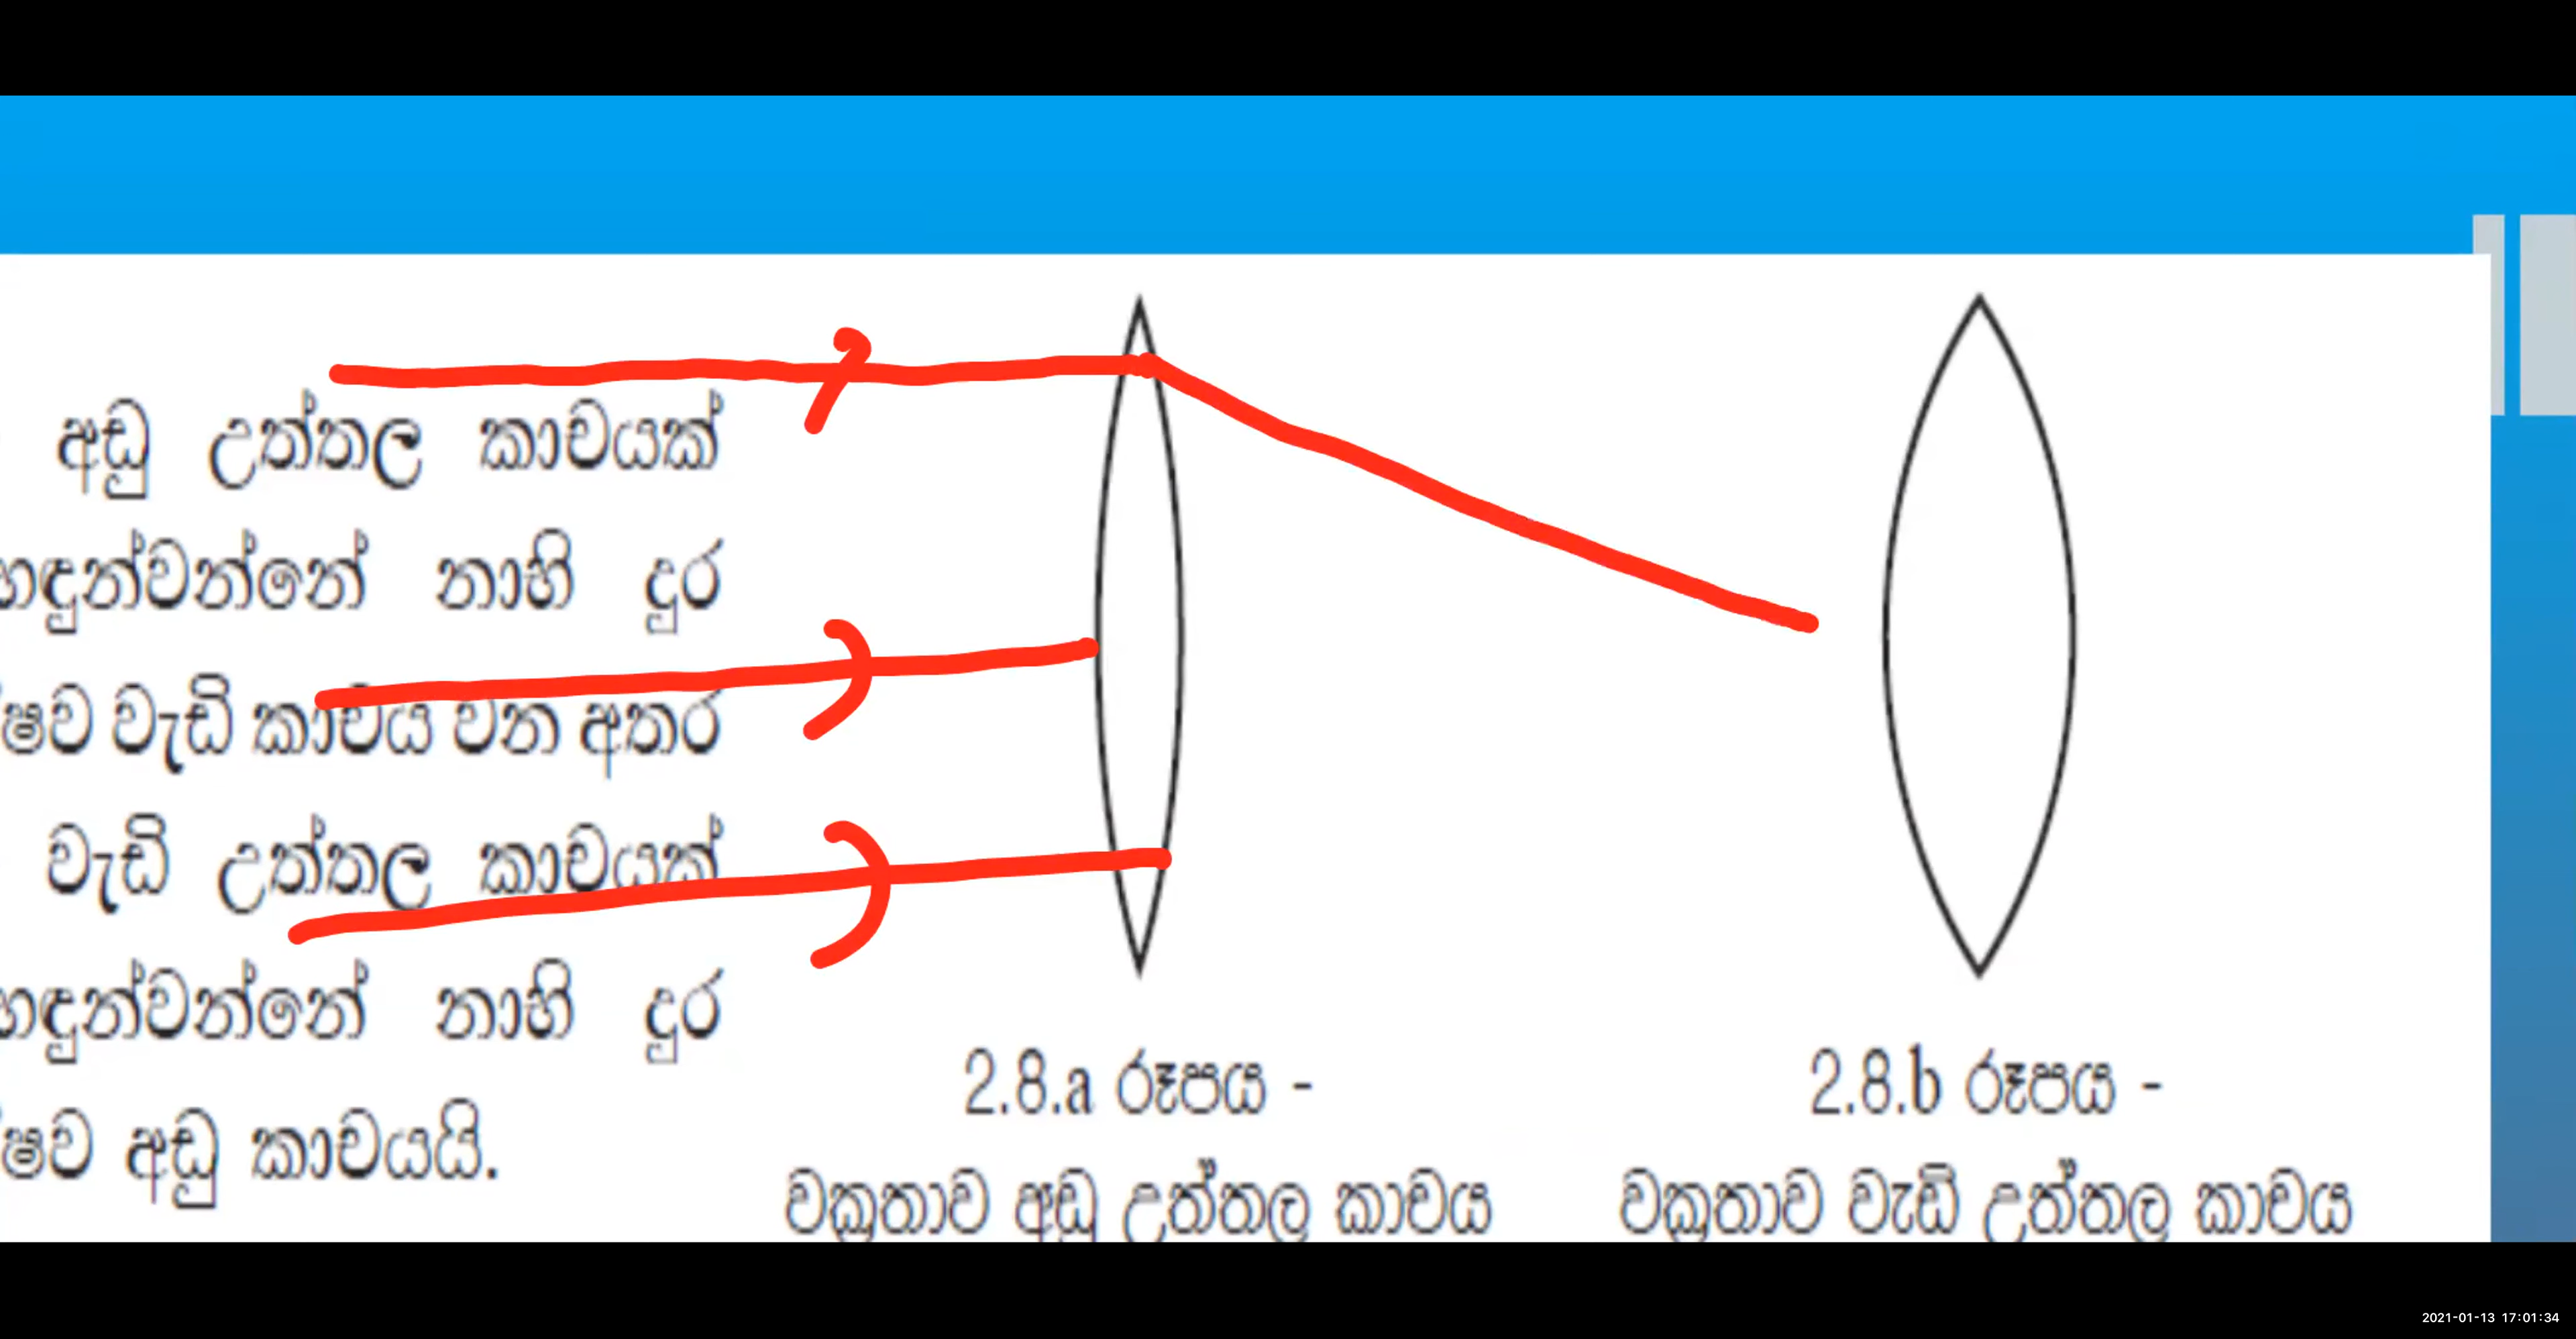 අඩු උත්තල කාචයක්
හඳුන්වන්නේ නාභි දුර
වැඩි කාචය වන අතර
වැඩි උත්තල කාචයක්
හඳුන්වන්නේ නාභි දුර
අඩු කාචයයි.
2.8.a රූපය -
වක්‍රතාව අඩු උත්තල කාචය
2.8.b රූපය -
වක්‍රතාව වැඩි උත්තල කාචය
2021-01-13 17:01:34